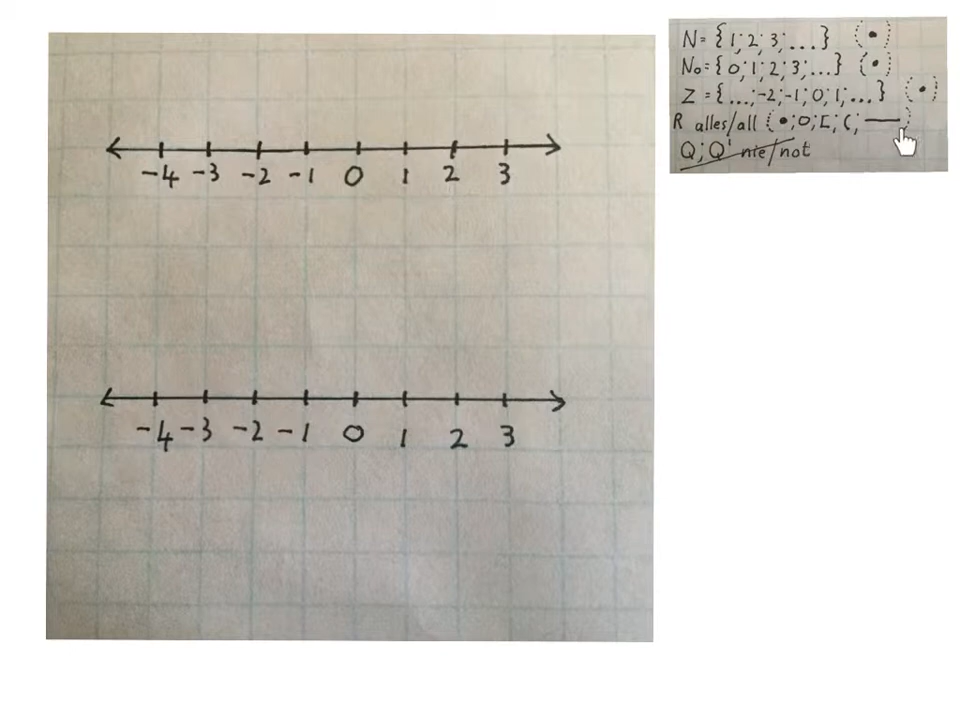 -4 -3 -2 -1 0 1 2 3
-4 -3 -2 -1 0 1 2 3
N = {1; 2; 3; ...} (•)
N₀ = {0; 1; 2; 3; ...} (•)
Z = {...; -2; -1; 0; 1; ...} (•)
R alles/all (•; O; [; (; —)
Q; Q' nie/not